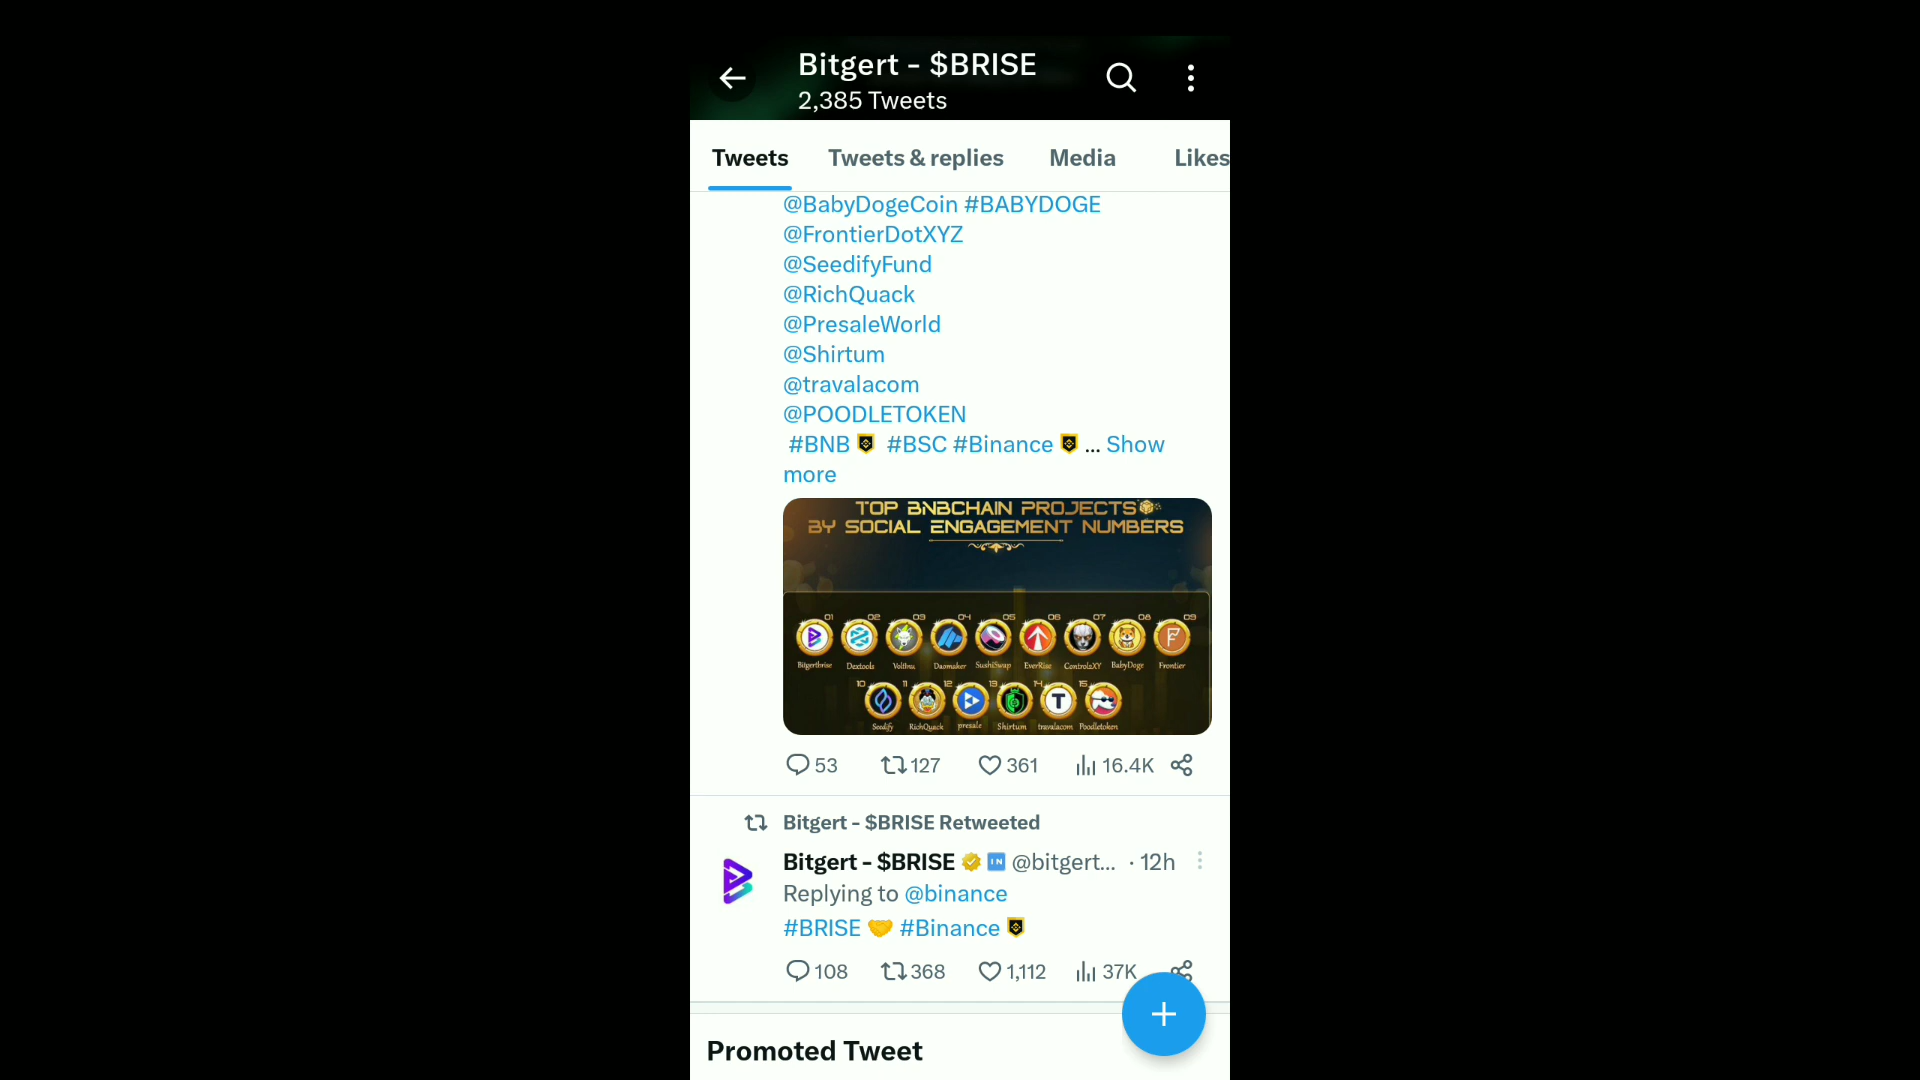 Bitgert - $BRISE
2,385 Tweets
Tweets Tweets & replies Media Likes
@BabyDogeCoin #BABYDOGE
@FrontierDotXYZ
@SeedifyFund
@RichQuack
@PresaleWorld
@Shirtum
@travalacom
@POODLETOKEN
#BNB #BSC #Binance ... Show
more
TOP BNBCHAIN PROJECTS
BY SOCIAL ENGAGEMENT NUMBERS
01 02 03 04 05 06 07 08 09
Bitgertbrise Dextools VoltInu Daomaker SushiSwap EverRise Control2XY BabyDoge Frontier
10 11 12 13 14 15
Seedify RichQuack presale Shirtum travalacom Poodletoken
53 127 361 16.4K
Bitgert - $BRISE Retweeted
Bitgert - $BRISE IN @bitgert... · 12h
Replying to @binance
#BRISE #Binance
108 368 1,112 37K
Promoted Tweet